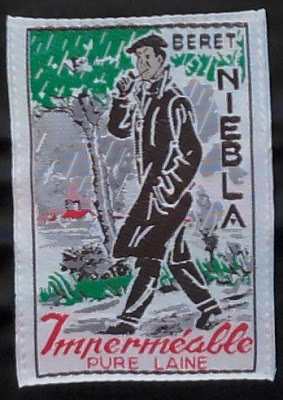 BERET
NIEBLA
Imperméable
PURE LAINE